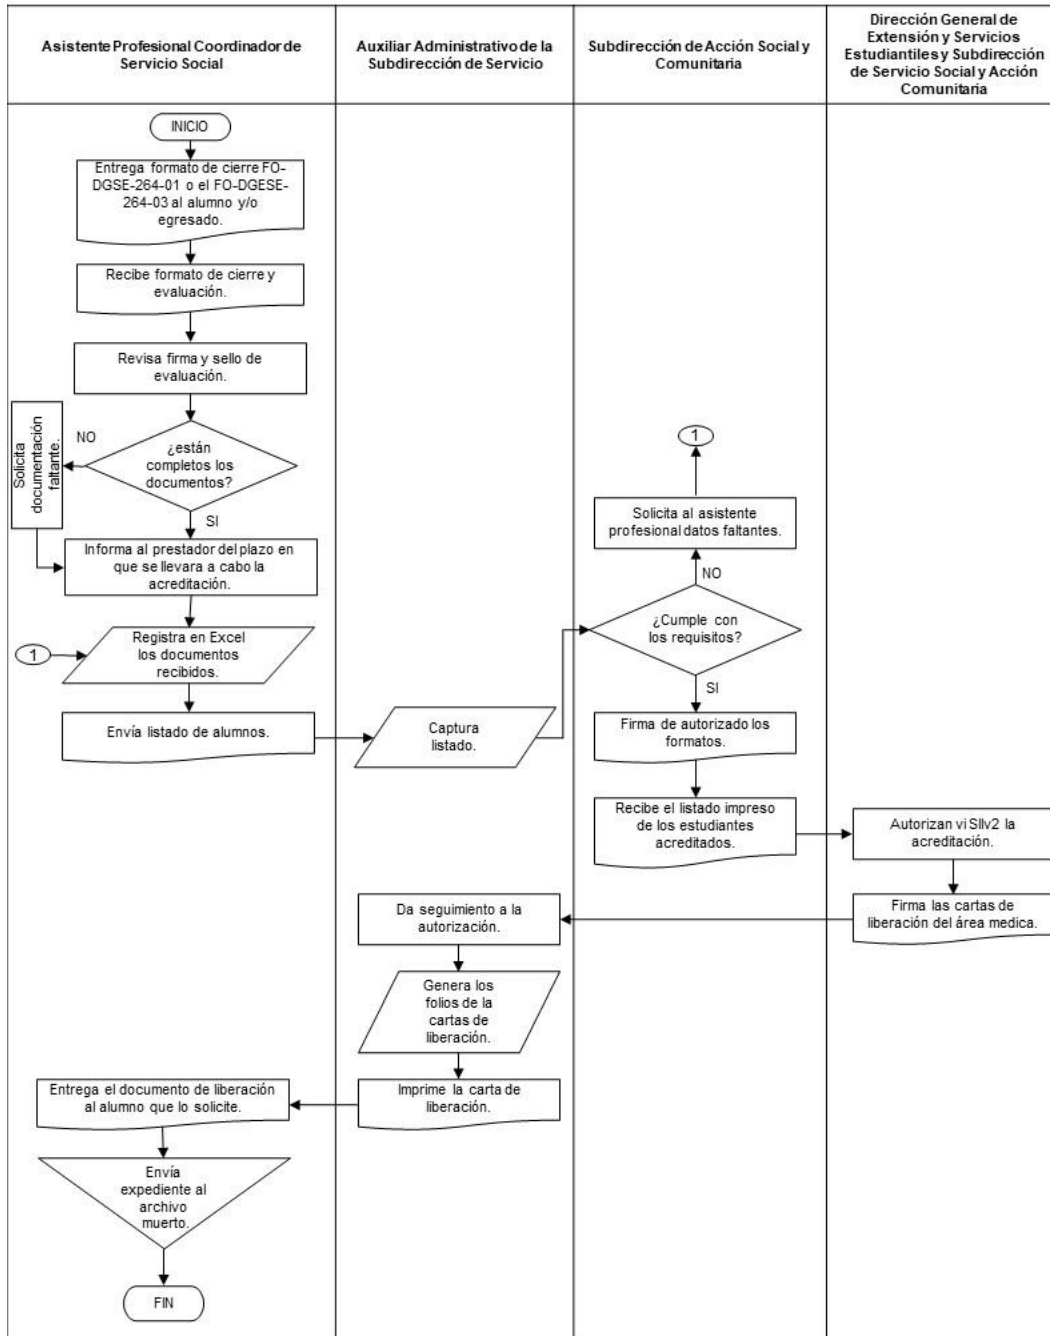 Asistente Profesional Coordinador de
Servicio Social
Auxiliar Administrativo de la
Subdirección de Servicio
Subdirección de Acción Social y
Comunitaria
Dirección General de
Extensión y Servicios
Estudiantiles y Subdirección
de Servicio Social y Acción
Comunitaria
INICIO
Entrega formato de cierre FO-
DGSE-264-01 o el FO-DGESE-
264-03 al alumno y/o
egresado.
Recibe formato de cierre y
evaluación.
Revisa firma y sello de
evaluación.
¿están
completos los
documentos?
NO
Solicita
documentación
faltante.
SI
Informa al prestador del plazo en
que se llevara a cabo la
acreditación.
1
Registra en Excel
los documentos
recibidos.
Envía listado de alumnos.
Captura
listado.
1
Solicita al asistente
profesional datos faltantes.
NO
¿Cumple con
los requisitos?
SI
Firma de autorizado los
formatos.
Recibe el listado impreso
de los estudiantes
acreditados.
Autorizan vi SIIv2 la
acreditación.
Firma las cartas de
liberación del área medica.
Da seguimiento a la
autorización.
Genera los
folios de la
cartas de
liberación.
Imprime la carta de
liberación.
Entrega el documento de liberación
al alumno que lo solicite.
Envía
expediente al
archivo
muerto.
FIN